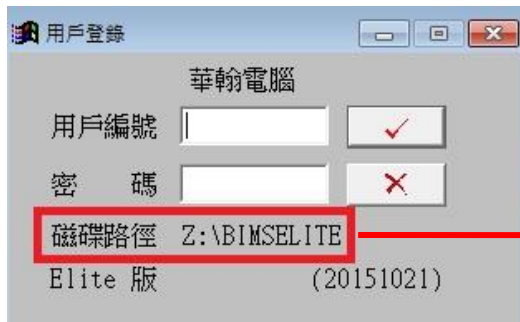 用戶登錄
華翰電腦
用戶編號
密 碼
磁碟路徑 Z:\BIMSELITE
Elite 版 (20151021)